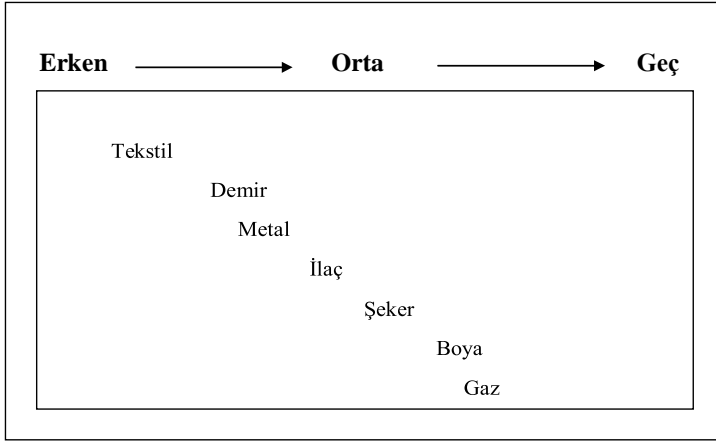 Erken Orta Geç
Tekstil
Demir
Metal
İlaç
Şeker
Boya
Gaz